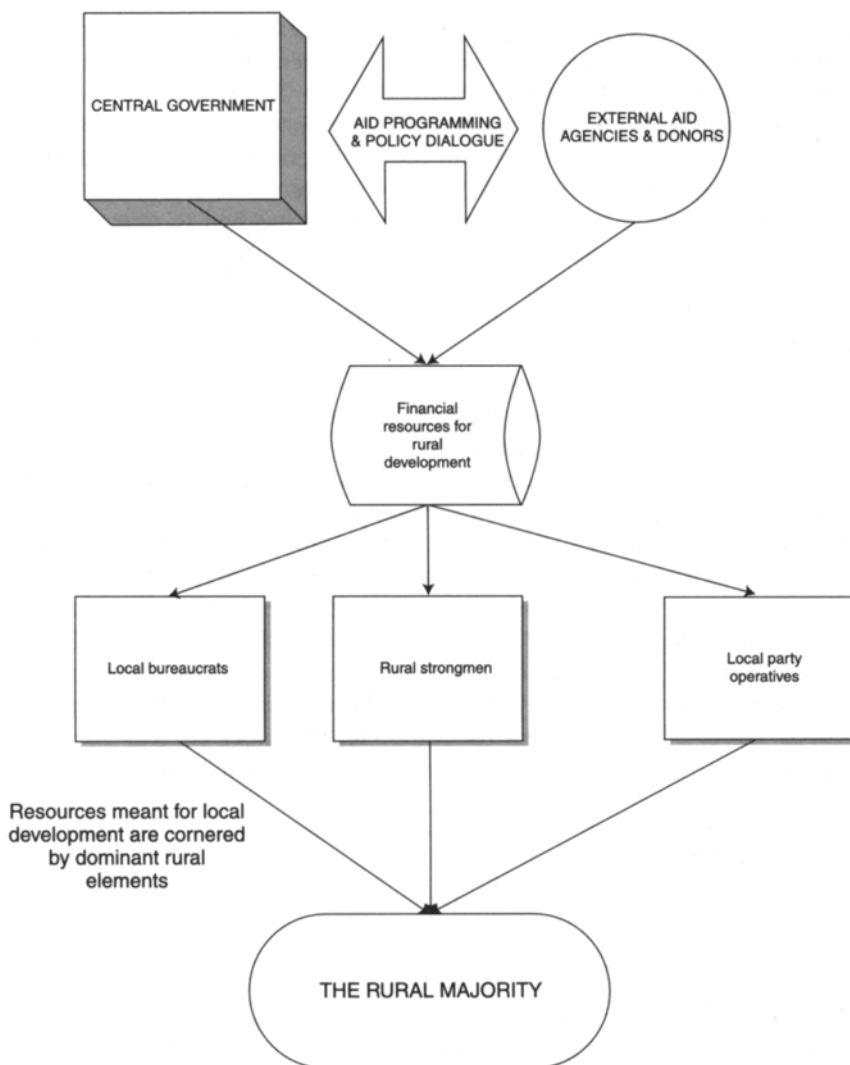 CENTRAL GOVERNMENT
AID PROGRAMMING
& POLICY DIALOGUE
EXTERNAL AID
AGENCIES & DONORS
Financial
resources for
rural
development
Local bureaucrats
Rural strongmen
Local party
operatives
Resources meant for local
development are cornered
by dominant rural
elements
THE RURAL MAJORITY